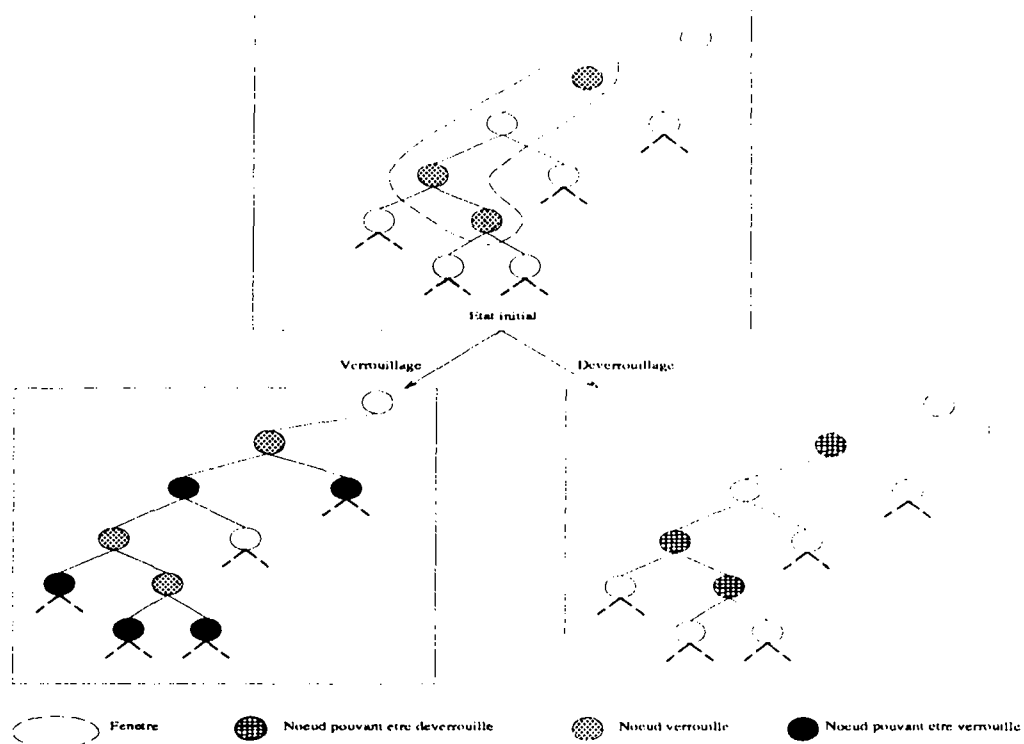 Etat initial
Verrouillage
Deverrouillage
Fenetre
Noeud pouvant etre deverrouille
Noeud verrouille
Noeud pouvant etre verrouille